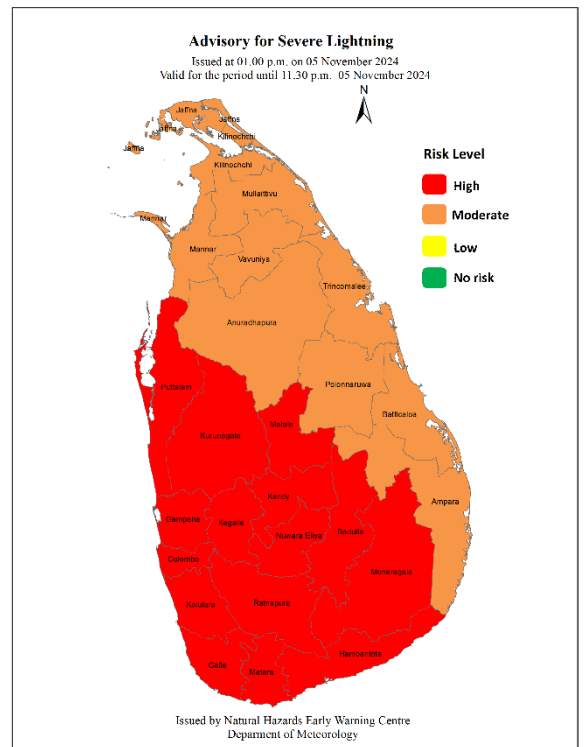 Advisory for Severe Lightning
Issued at 01.00 p.m. on 05 November 2024
Valid for the period until 11.30 p.m. 05 November 2024
N
Jaffna
Jaffna
Jaffna
Kilinochchi
Jaffna
Kilinochchi
Risk Level
High
Mullaitivu
Moderate
Mannar
Mannar
Vavuniya
Low
No risk
Trincomalee
Anuradhapura
Puttalam
Polonnaruwa
Batticaloa
Matale
Kurunegala
Kandy
Ampara
Gampaha
Kegalle
Nuwara Eliya
Badulla
Colombo
Moneragala
Kalutara
Ratnapura
Hambantota
Galle
Matara
Issued by Natural Hazards Early Warning Centre
Deparment of Meteorology